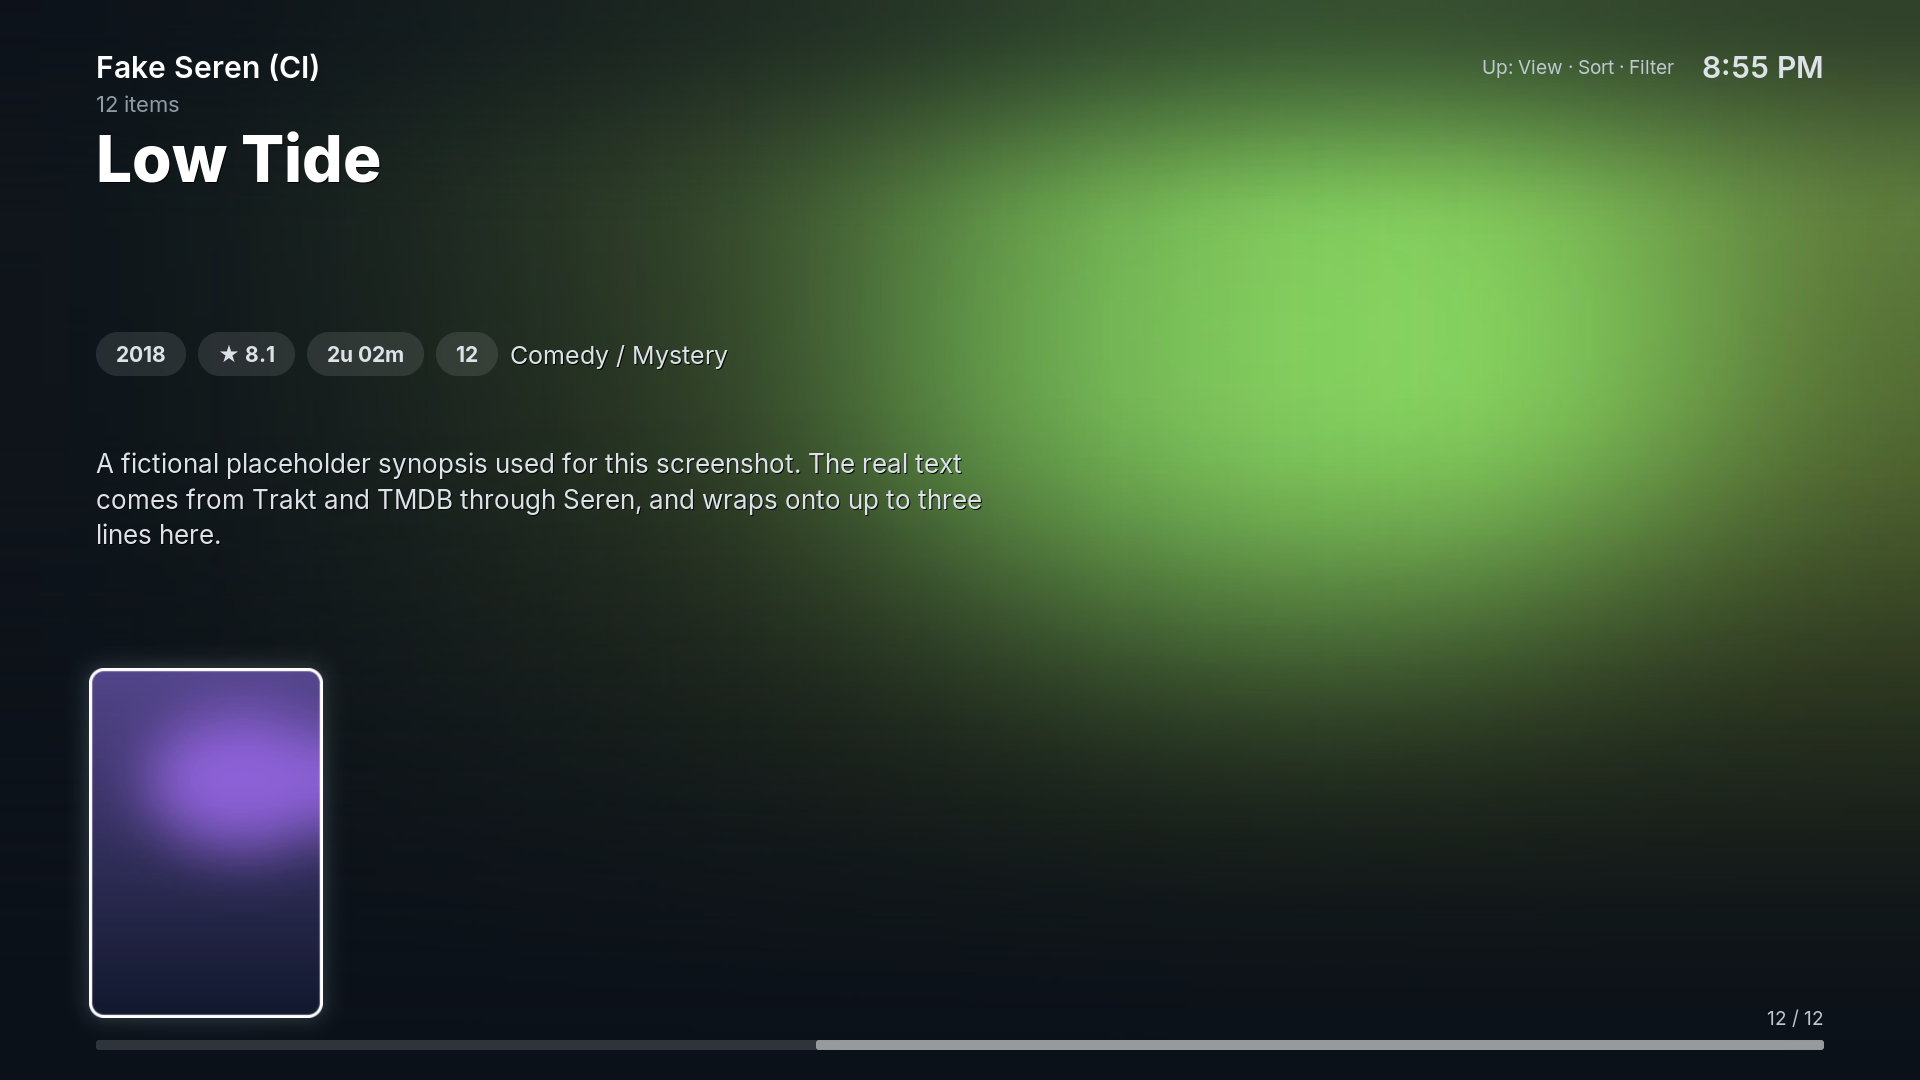 Fake Seren (CI)
Up: View · Sort · Filter
8:55 PM
12 items
Low Tide
2018
★ 8.1
2u 02m
12
Comedy / Mystery
A fictional placeholder synopsis used for this screenshot. The real text
comes from Trakt and TMDB through Seren, and wraps onto up to three
lines here.
12 / 12